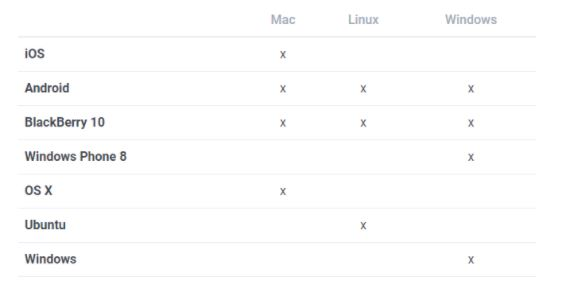 Mac Linux Windows
iOS x
Android x x x
BlackBerry 10 x x x
Windows Phone 8 x
OS X x
Ubuntu x
Windows x